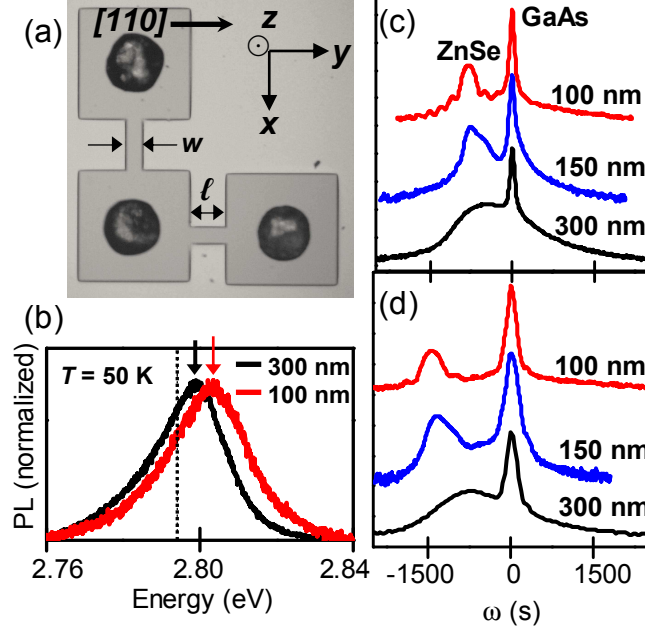 (a)
[110]
z
y
x
w
ℓ
(b)
T = 50 K
300 nm
100 nm
PL (normalized)
2.76
2.80
2.84
Energy (eV)
(c)
GaAs
ZnSe
100 nm
150 nm
300 nm
(d)
100 nm
150 nm
300 nm
-1500
0
1500
ω (s)